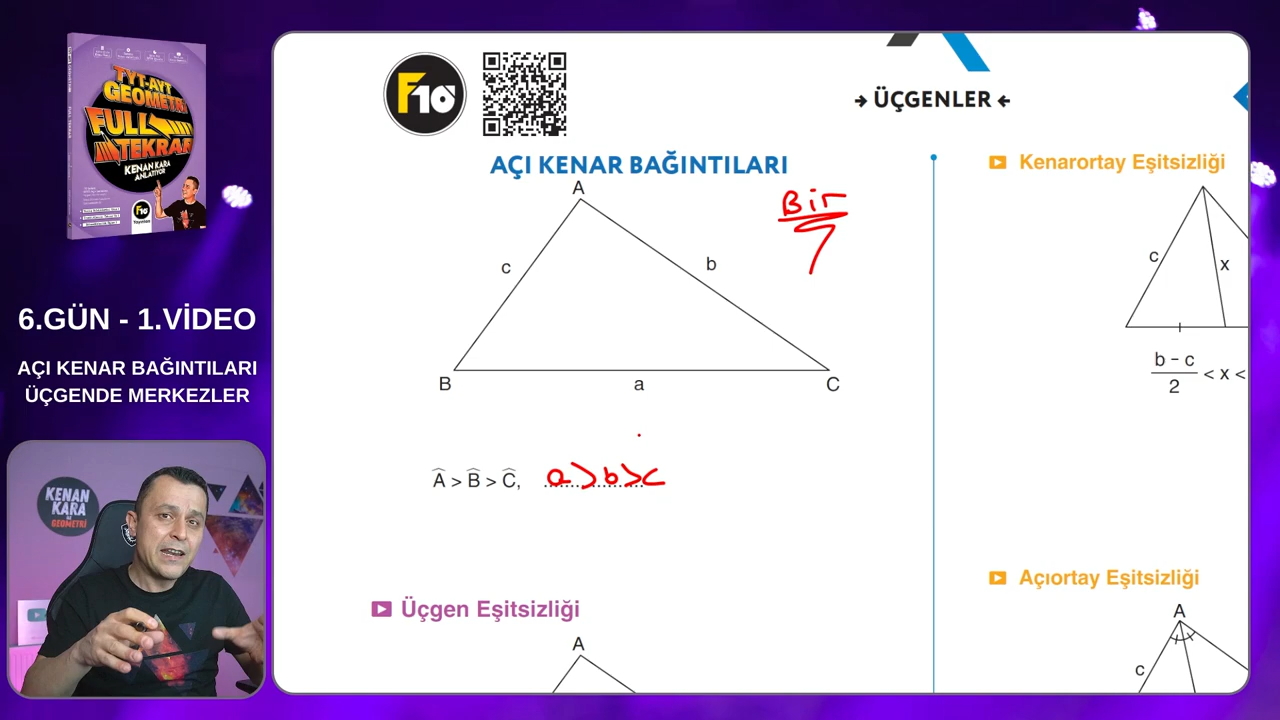 TYT-AYT
GEOMETRİ
FULL
TEKRAR
KENAN KARA
ANLATIYOR
F10
6.GÜN - 1.VİDEO
AÇI KENAR BAĞINTILARI
ÜÇGENDE MERKEZLER
KENAN
KARA
GEOMETRİ
F10
→ ÜÇGENLER ←
AÇI KENAR BAĞINTILARI
A
c
b
B
a
C
Bir
A > B > C, a>b>c
Üçgen Eşitsizliği
A
Kenarortay Eşitsizliği
c
x
b - c
2
< x <
Açıortay Eşitsizliği
A
c